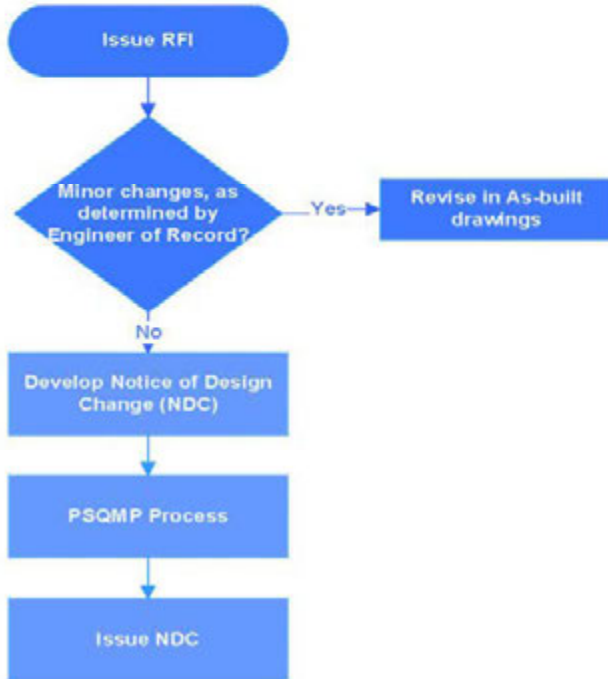 Issue RFI
Minor changes, as
determined by
Engineer of Record?
Yes
Revise in As-built
drawings
No
Develop Notice of Design
Change (NDC)
PSQMP Process
Issue NDC